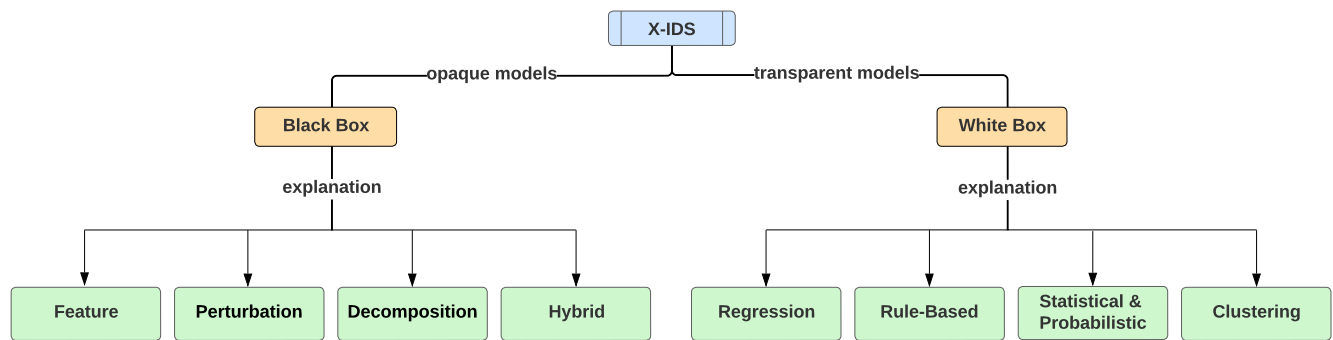 X-IDS
opaque models
transparent models
Black Box
White Box
explanation
explanation
Feature
Perturbation
Decomposition
Hybrid
Regression
Rule-Based
Statistical &
Probabilistic
Clustering